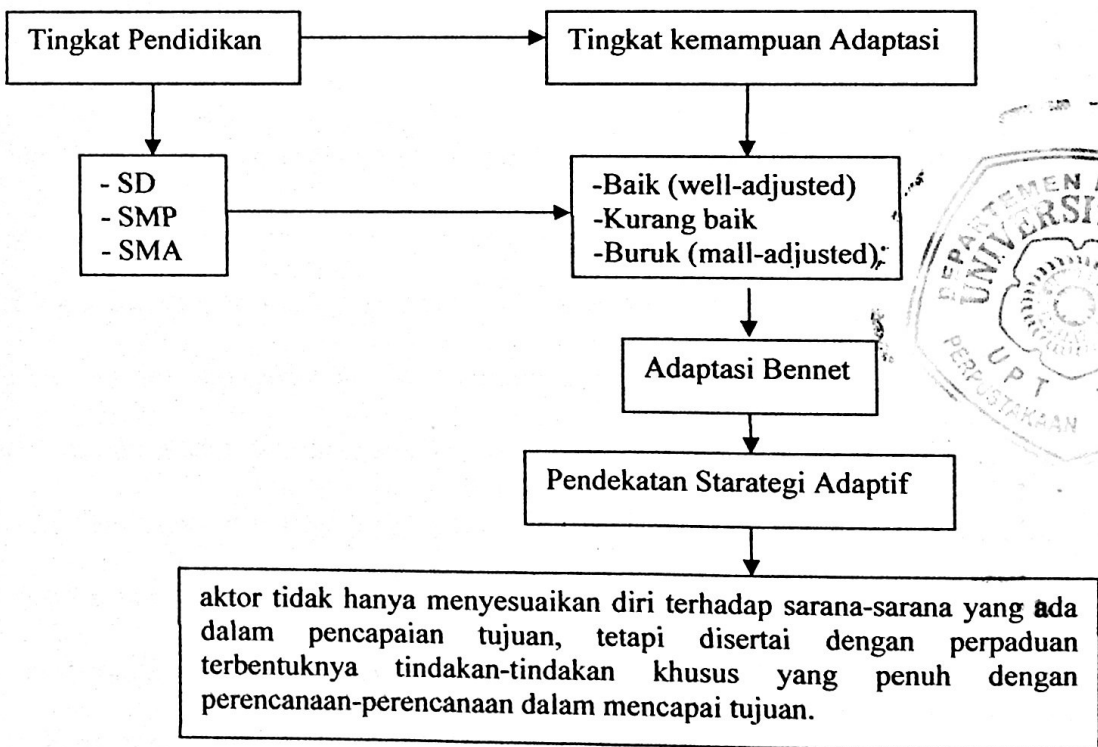 Tingkat Pendidikan
Tingkat kemampuan Adaptasi
- SD
- SMP
- SMA
-Baik (well-adjusted)
-Kurang baik
-Buruk (mall-adjusted)
Adaptasi Bennet
Pendekatan Starategi Adaptif
aktor tidak hanya menyesuaikan diri terhadap sarana-sarana yang ada
dalam pencapaian tujuan, tetapi disertai dengan perpaduan
terbentuknya tindakan-tindakan khusus yang penuh dengan
perencanaan-perencanaan dalam mencapai tujuan.
UPT
PERPUSTAKAAN